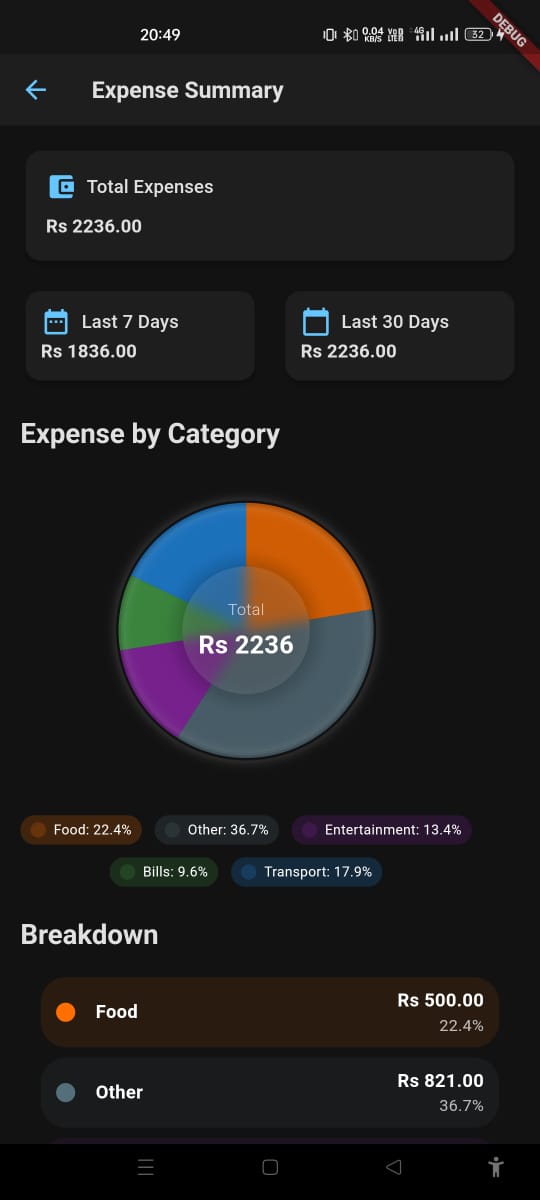 20:49
0.04 KB/S
4G
32
DEBUG
Expense Summary
Total Expenses
Rs 2236.00
Last 7 Days
Rs 1836.00
Last 30 Days
Rs 2236.00
Expense by Category
Total
Rs 2236
Food: 22.4%
Other: 36.7%
Entertainment: 13.4%
Bills: 9.6%
Transport: 17.9%
Breakdown
Food
Rs 500.00
22.4%
Other
Rs 821.00
36.7%